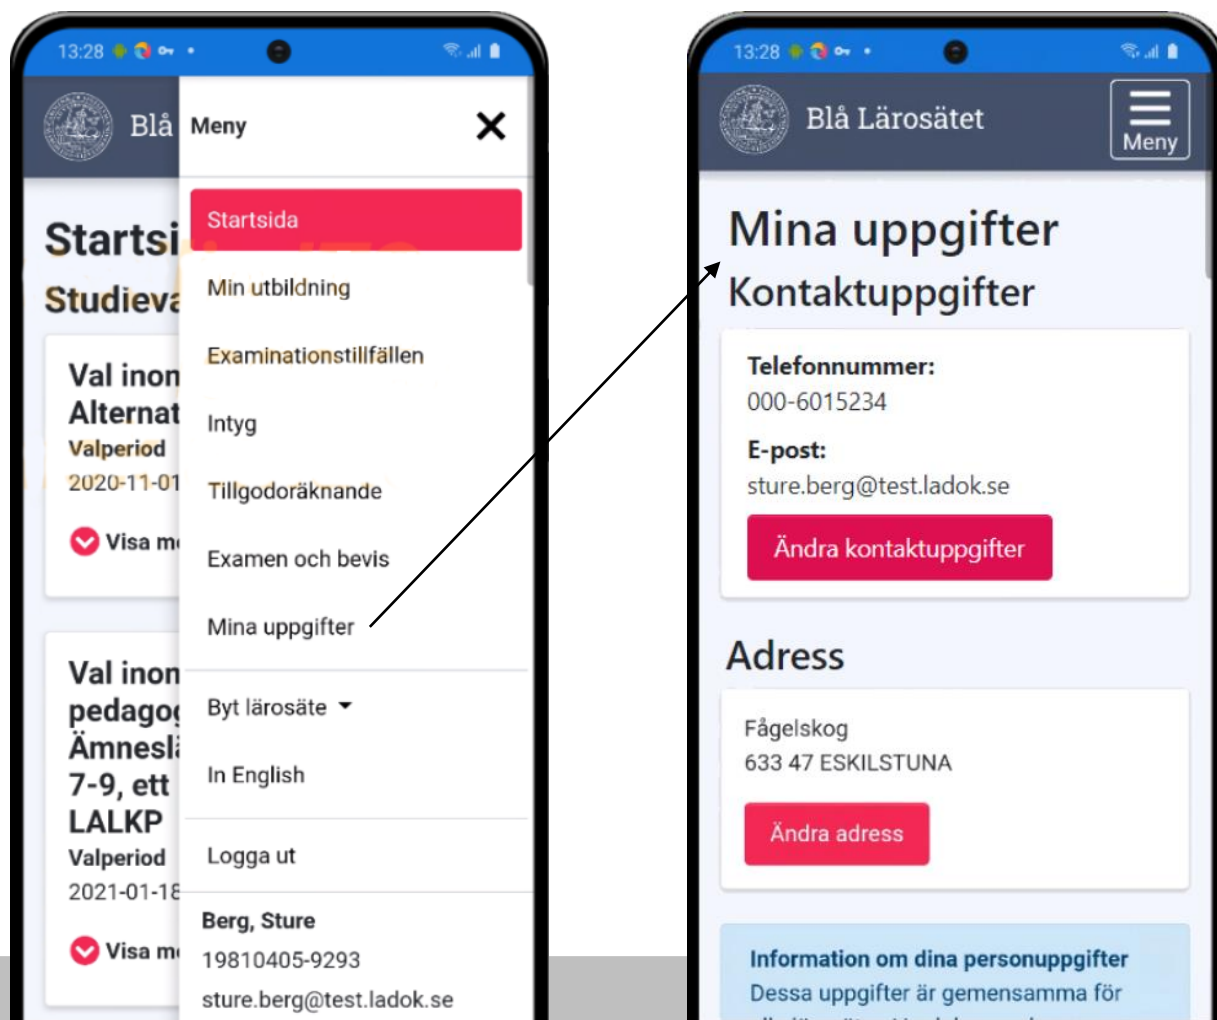 13:28
Blå
Meny
Startsida
Min utbildning
Examinationstillfällen
Intyg
Tillgodoräknande
Examen och bevis
Mina uppgifter
Byt lärosäte
In English
Logga ut
Berg, Sture
19810405-9293
sture.berg@test.ladok.se
Startsi
Studieva
Val inon
Alternat
Valperiod
2020-11-01
Visa me
Val inon
pedagog
Ämneslä
7-9, ett
LALKP
Valperiod
2021-01-18
Visa me
13:28
Blå Lärosätet
Meny
Mina uppgifter
Kontaktuppgifter
Telefonnummer:
000-6015234
E-post:
sture.berg@test.ladok.se
Ändra kontaktuppgifter
Adress
Fågelskog
633 47 ESKILSTUNA
Ändra adress
Information om dina personuppgifter
Dessa uppgifter är gemensamma för